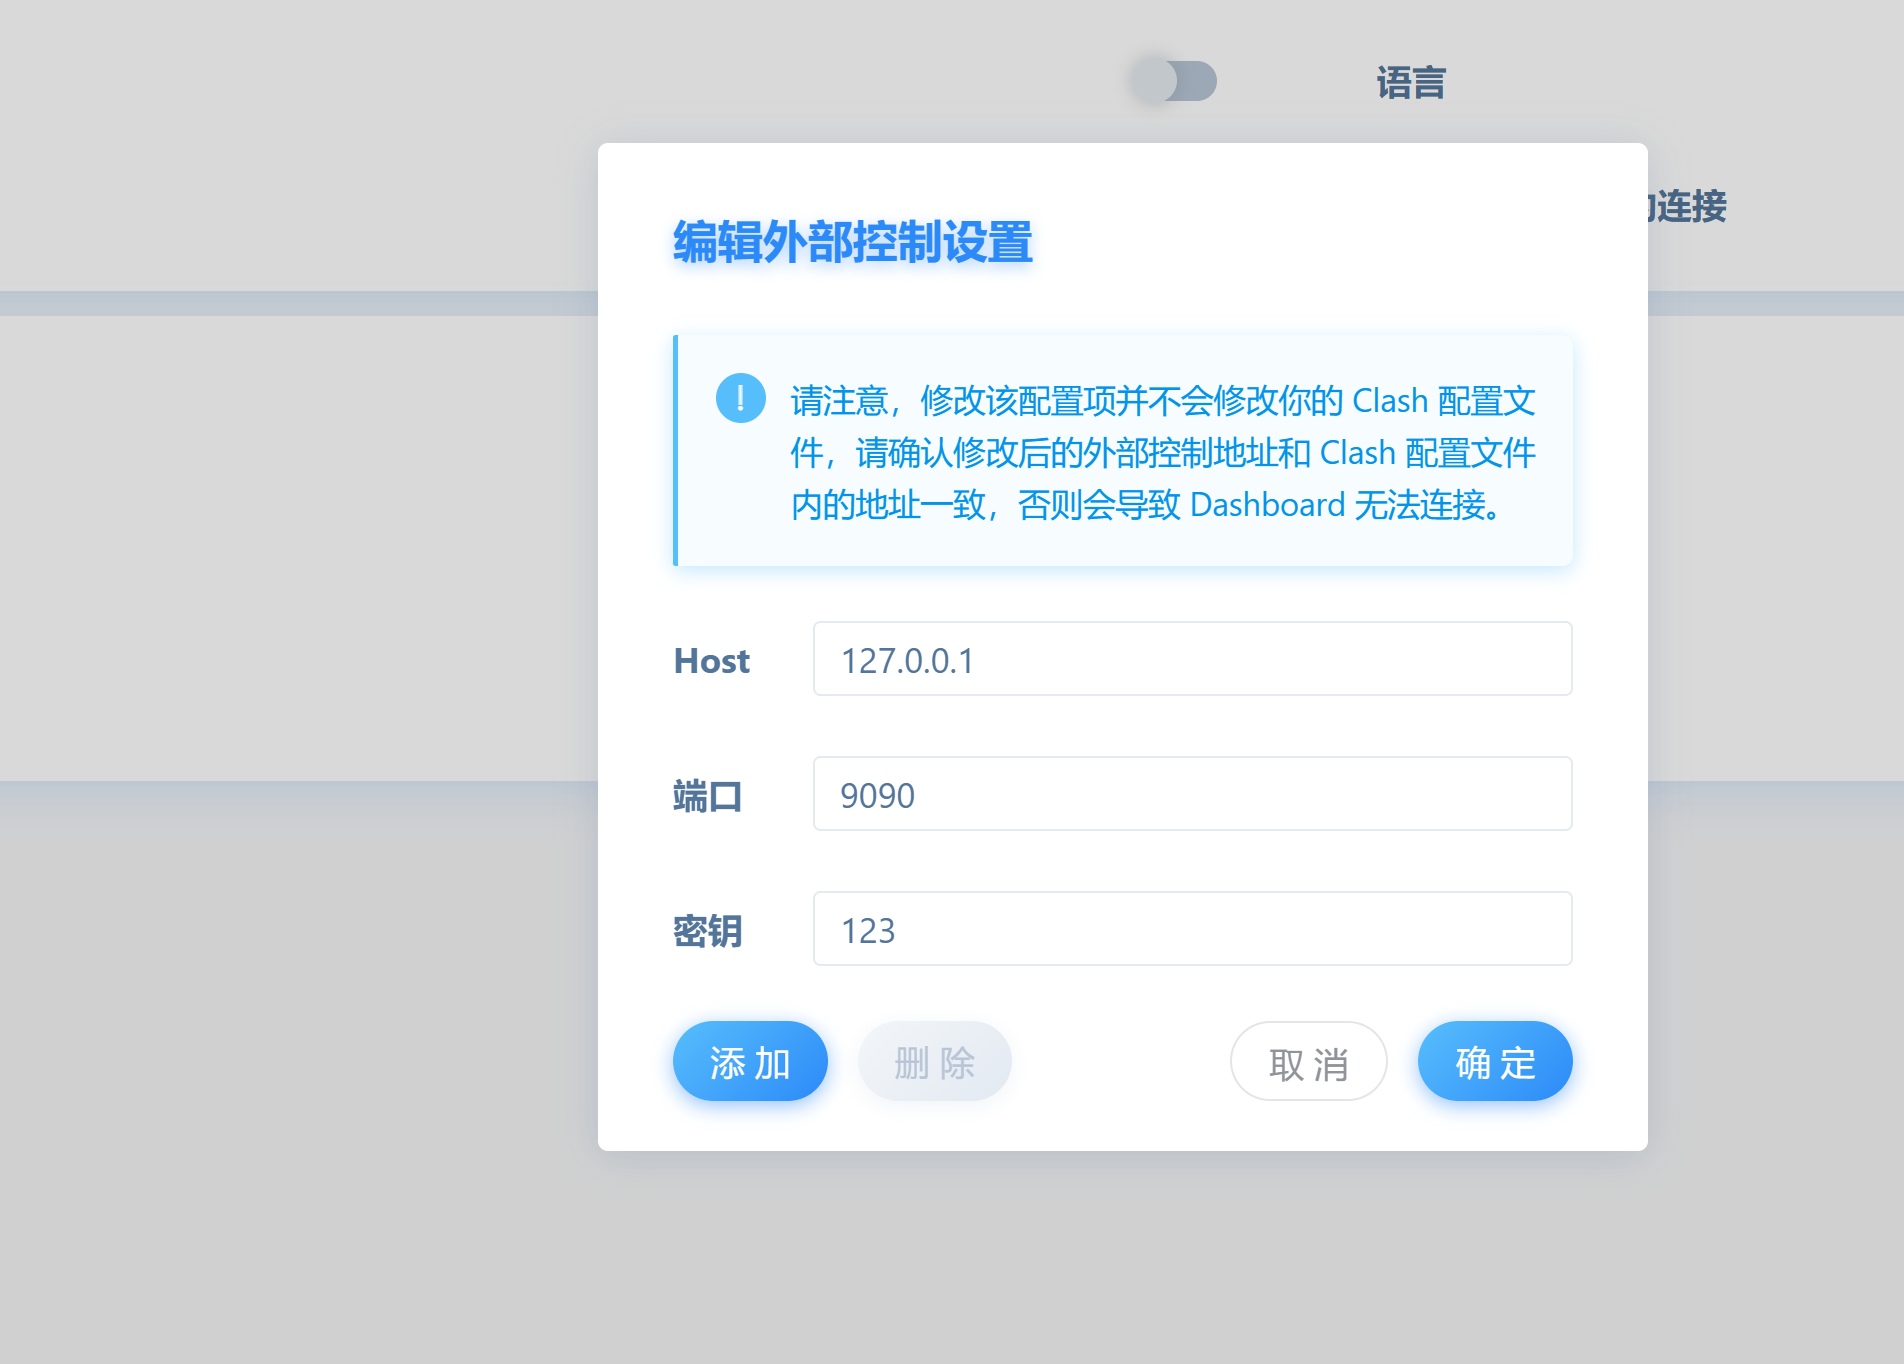 语言
连接
编辑外部控制设置
请注意，修改该配置项并不会修改你的 Clash 配置文
件，请确认修改后的外部控制地址和 Clash 配置文件
内的地址一致，否则会导致 Dashboard 无法连接。
Host
127.0.0.1
端口
9090
密钥
123
添加
删除
取消
确定